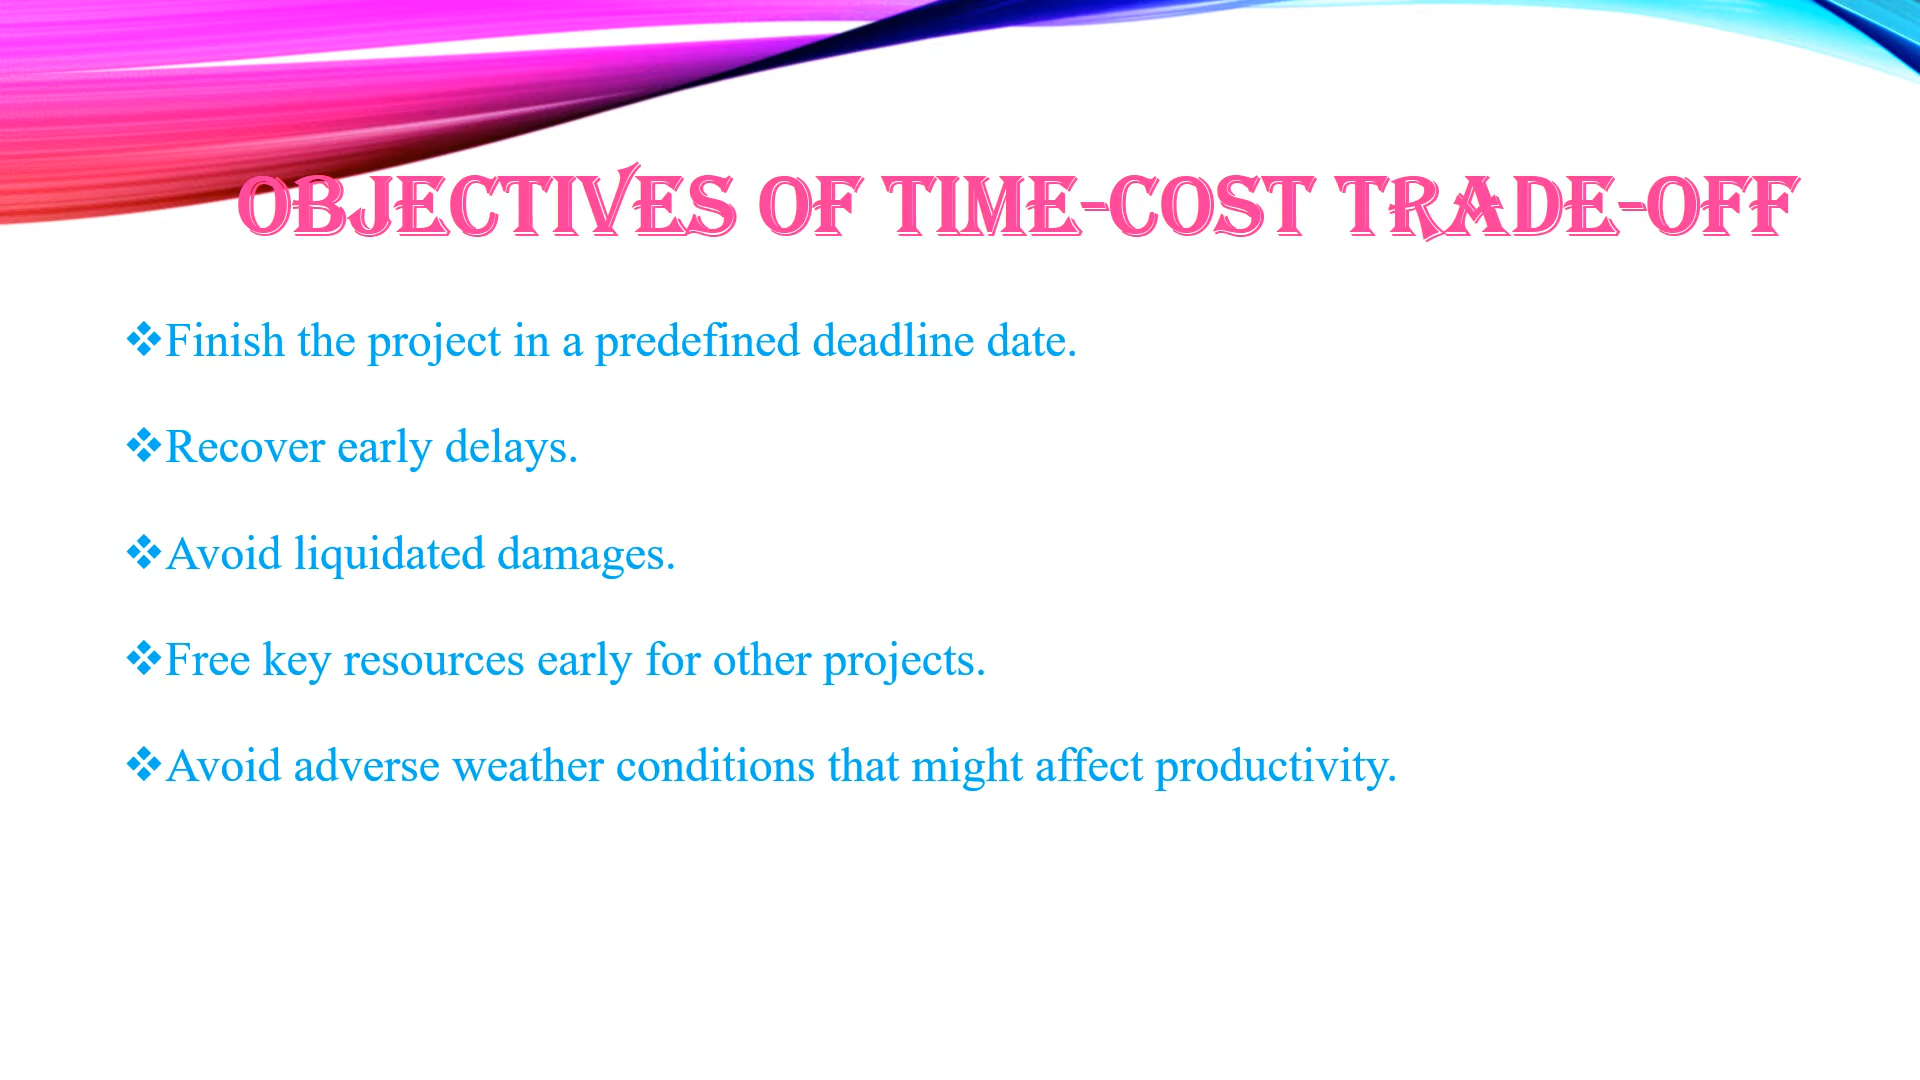 OBJECTIVES OF TIME-COST TRADE-OFF
❖Finish the project in a predefined deadline date.
❖Recover early delays.
❖Avoid liquidated damages.
❖Free key resources early for other projects.
❖Avoid adverse weather conditions that might affect productivity.